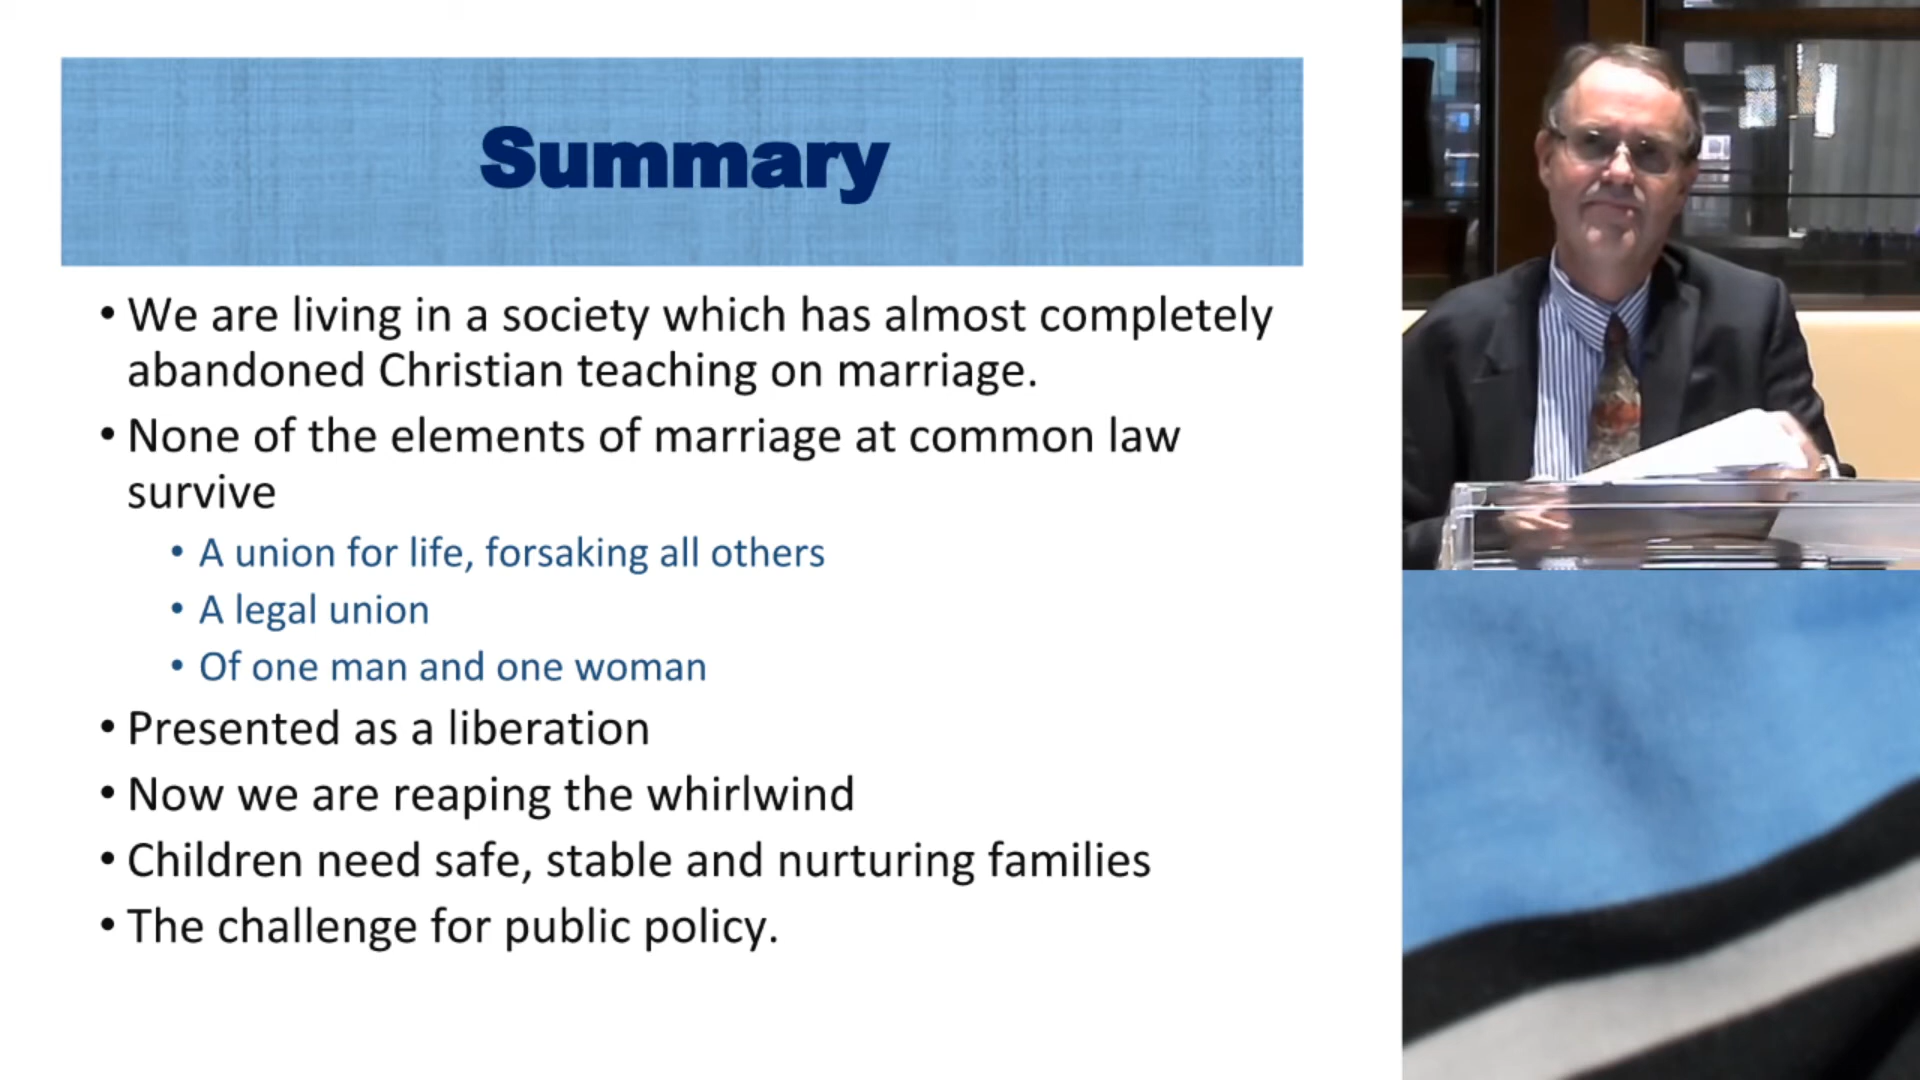 Summary
• We are living in a society which has almost completely
abandoned Christian teaching on marriage.
• None of the elements of marriage at common law
survive
• A union for life, forsaking all others
• A legal union
• Of one man and one woman
• Presented as a liberation
• Now we are reaping the whirlwind
• Children need safe, stable and nurturing families
• The challenge for public policy.